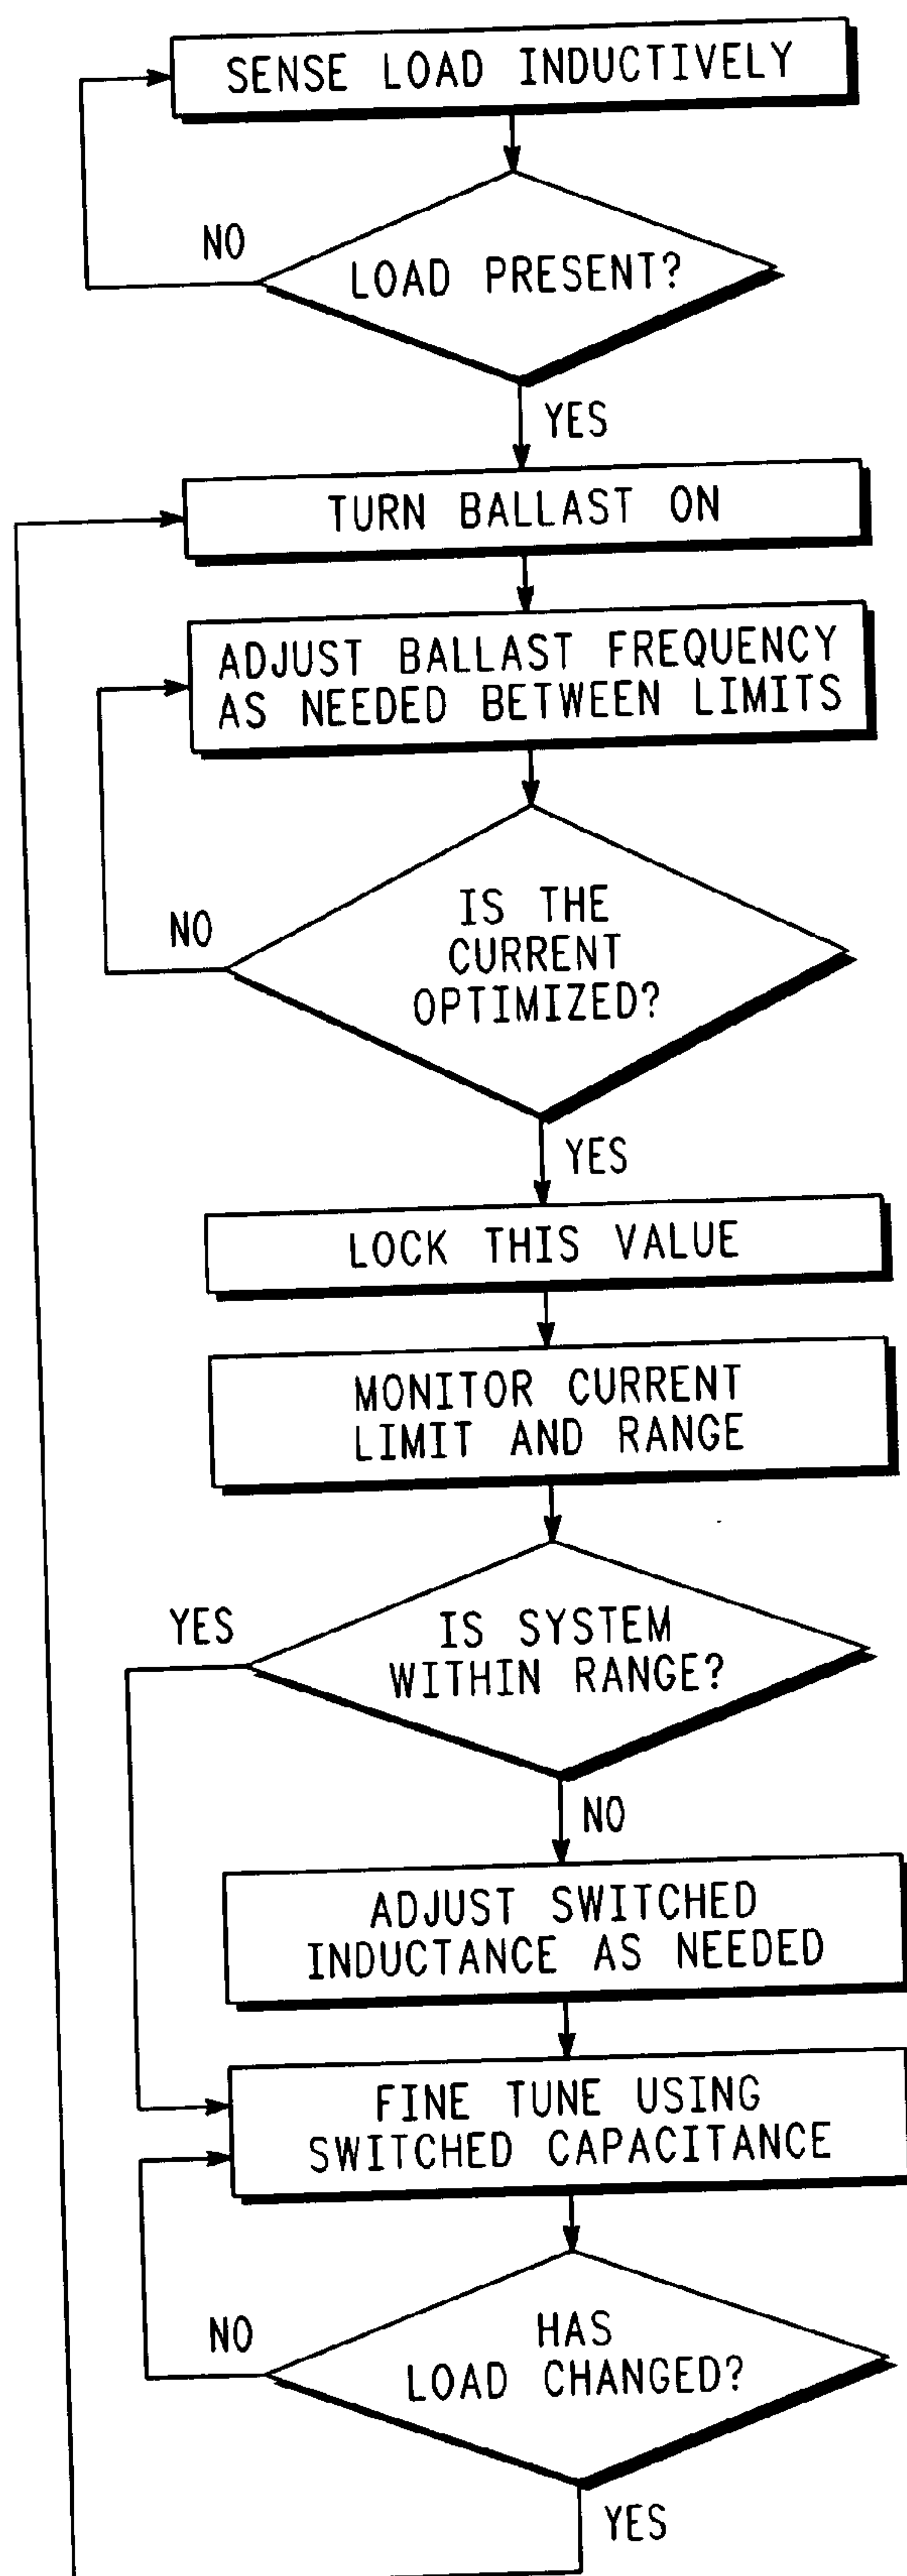 SENSE LOAD INDUCTIVELY
NO
LOAD PRESENT?
YES
TURN BALLAST ON
ADJUST BALLAST FREQUENCY
AS NEEDED BETWEEN LIMITS
NO
IS THE
CURRENT
OPTIMIZED?
YES
LOCK THIS VALUE
MONITOR CURRENT
LIMIT AND RANGE
YES
IS SYSTEM
WITHIN RANGE?
NO
ADJUST SWITCHED
INDUCTANCE AS NEEDED
FINE TUNE USING
SWITCHED CAPACITANCE
NO
HAS
LOAD CHANGED?
YES